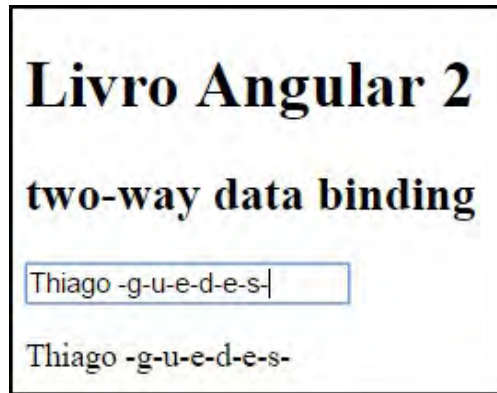 Livro Angular 2
two-way data binding
Thiago -g-u-e-d-e-s-
Thiago -g-u-e-d-e-s-